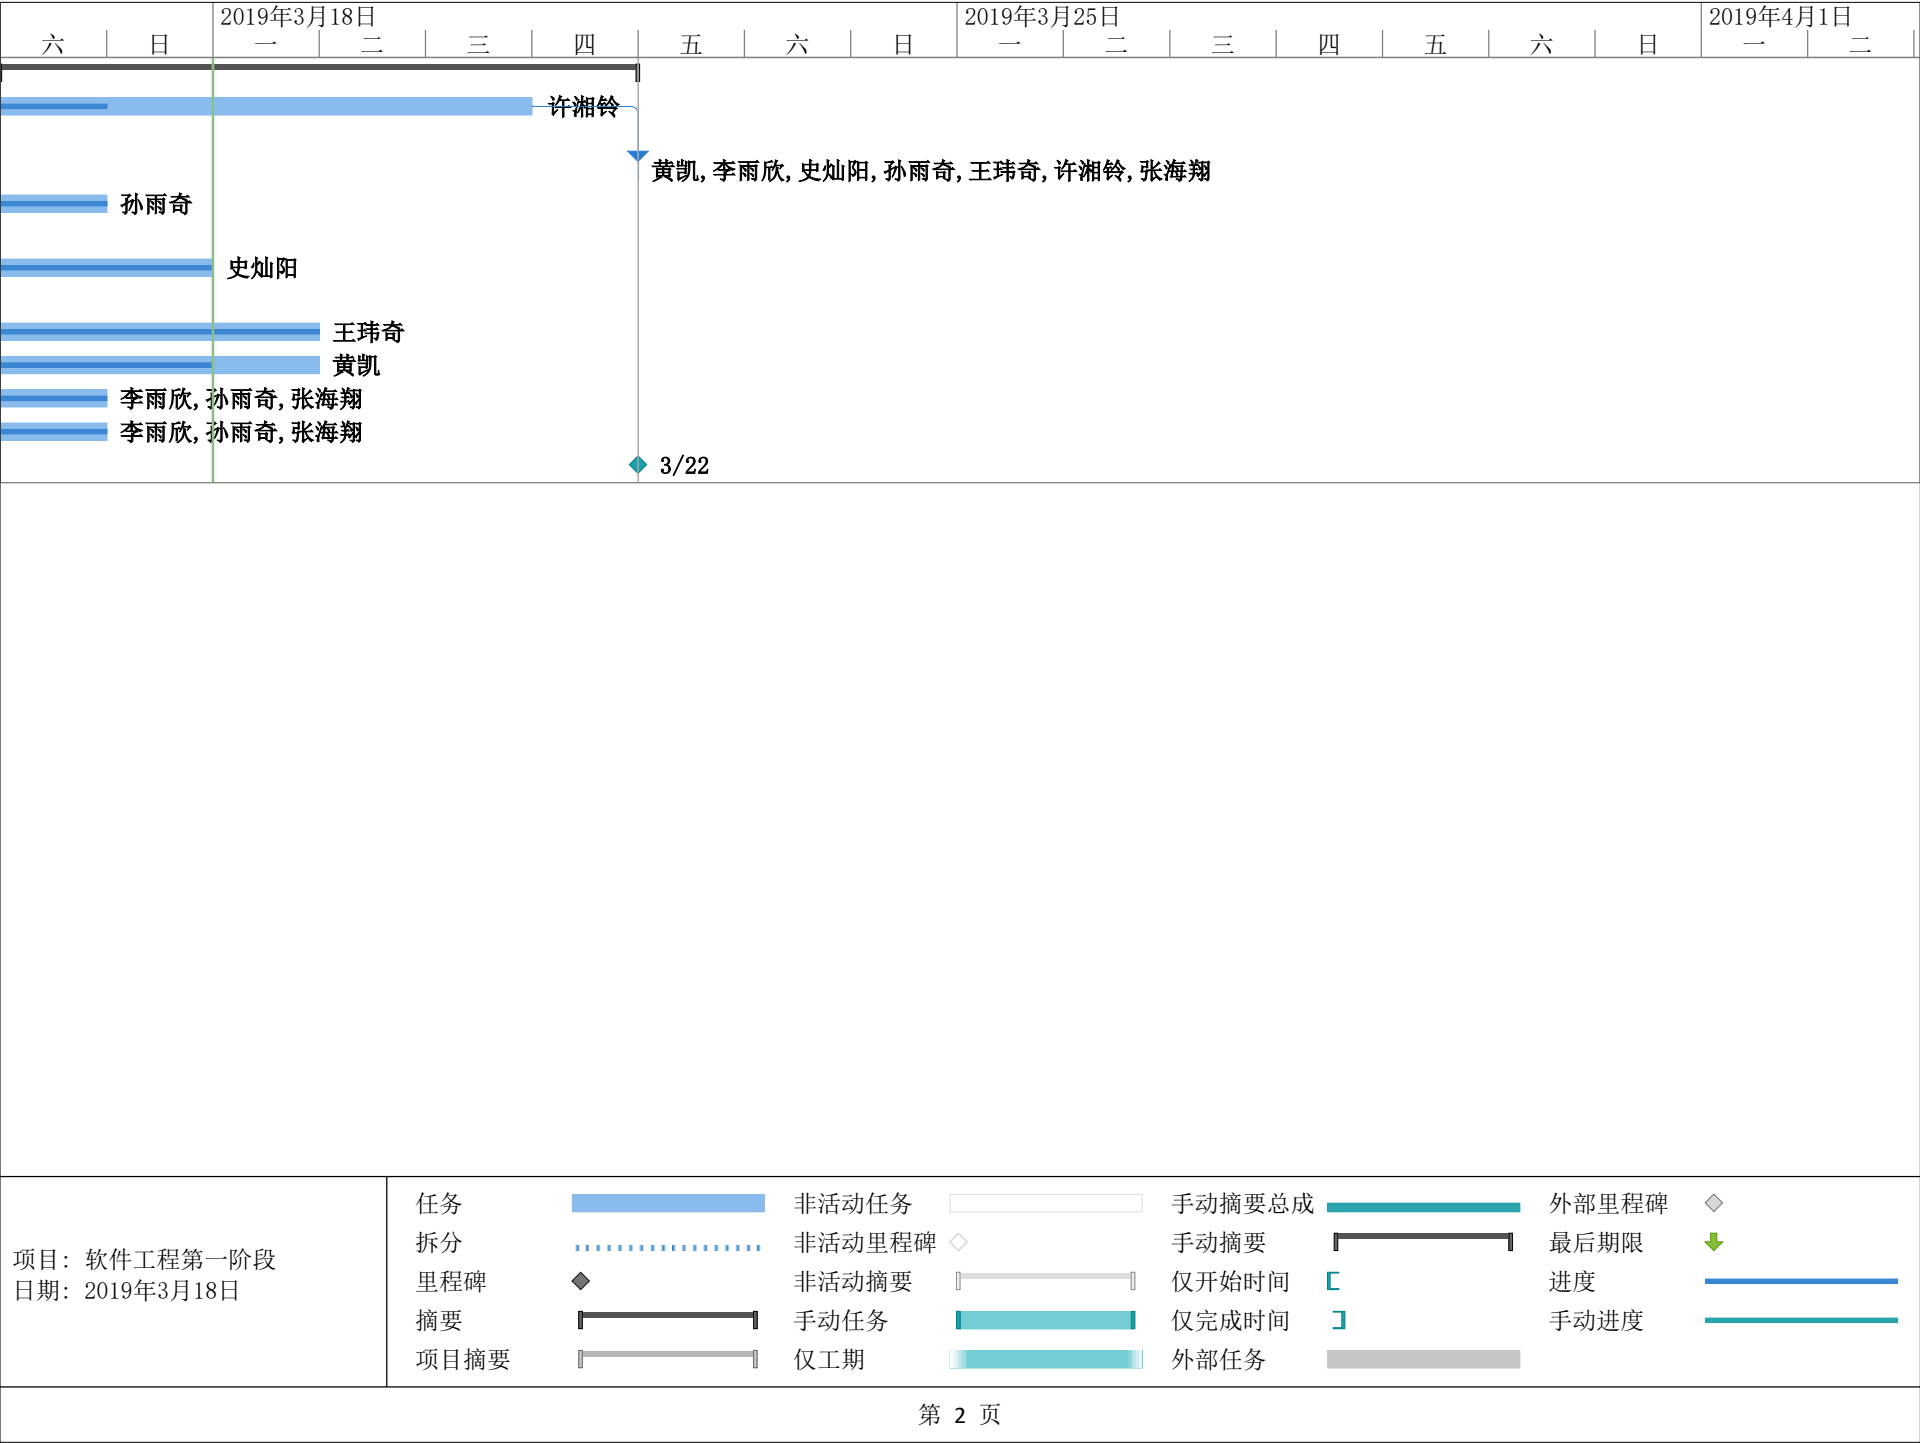 2019年3月18日 2019年3月25日 2019年4月1日
六 日 一 二 三 四 五 六 日 一 二 三 四 五 六 日 一 二
许湘铃
黄凯,李雨欣,史灿阳,孙雨奇,王玮奇,许湘铃,张海翔
孙雨奇
史灿阳
王玮奇
黄凯
李雨欣,孙雨奇,张海翔
李雨欣,孙雨奇,张海翔
3/22
项目: 软件工程第一阶段
日期: 2019年3月18日
任务 非活动任务 手动摘要总成 外部里程碑
拆分 非活动里程碑 手动摘要 最后期限
里程碑 非活动摘要 仅开始时间 进度
摘要 手动任务 仅完成时间 手动进度
项目摘要 仅工期 外部任务
第 2 页